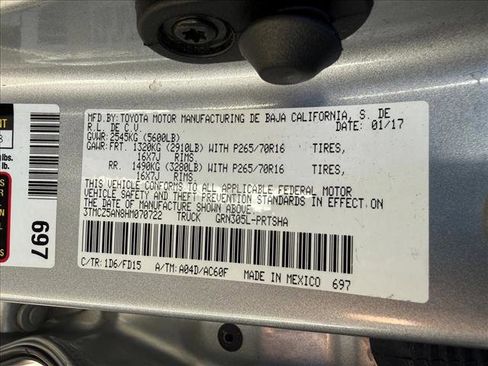 MFD.BY:TOYOTA MOTOR MANUFACTURING DE BAJA CALIFORNIA, S. DE
R.L. DE C.V. DATE: 01/17
GVWR: 2545KG (5600LB)
GAWR:FRT. 1320KG (2910LB) WITH P265/70R16 TIRES,
16X7J RIMS
RR. 1490KG (3280LB) WITH P265/70R16 TIRES,
16X7J RIMS
THIS VEHICLE CONFORMS TO ALL APPLICABLE FEDERAL MOTOR
VEHICLE SAFETY AND THEFT PREVENTION STANDARDS IN EFFECT
ON THE DATE OF MANUFACTURE SHOWN ABOVE.
3TMCZ5AN8HM070722 TRUCK GRN305L-PRTSHA
C/TR:1D6/FD15 A/TM:A04D/AC60F MADE IN MEXICO 697
697